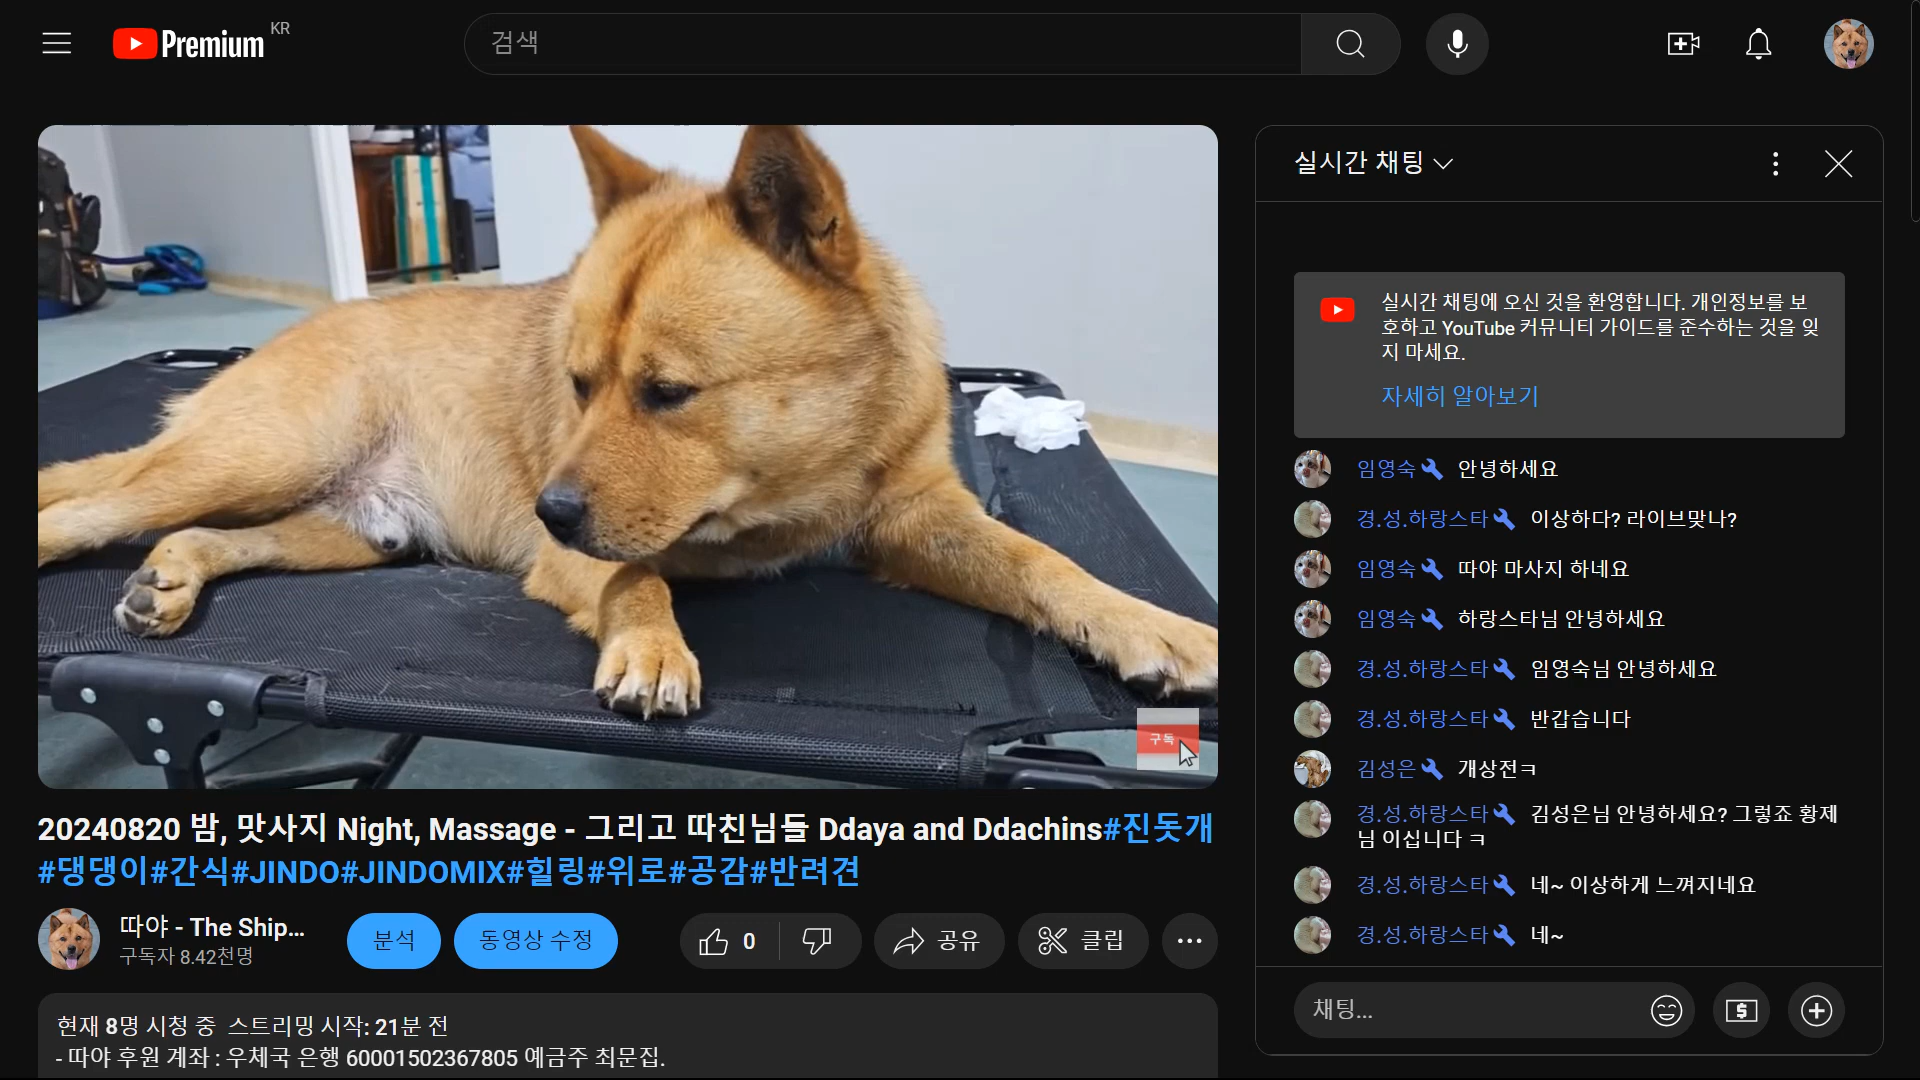 Premium KR
검색
실시간 채팅
실시간 채팅에 오신 것을 환영합니다. 개인정보를 보
호하고 YouTube 커뮤니티 가이드를 준수하는 것을 잊
지 마세요.
자세히 알아보기
임영숙 안녕하세요
경.성.하랑스타 이상하다? 라이브맞나?
임영숙 따야 마사지 하네요
임영숙 하랑스타님 안녕하세요
경.성.하랑스타 임영숙님 안녕하세요
경.성.하랑스타 반갑습니다
김성은 개상전ㅋ
경.성.하랑스타 김성은님 안녕하세요? 그렇죠 황제
님 이십니다 ㅋ
경.성.하랑스타 네~ 이상하게 느껴지네요
경.성.하랑스타 네~
채팅...
구독
20240820 밤, 맛사지 Night, Massage - 그리고 따친님들 Ddaya and Ddachins#진돗개
#댕댕이#간식#JINDO#JINDOMIX#힐링#위로#공감#반려견
따야 - The Ship...
구독자 8.42천명
분석
동영상 수정
0
공유
클립
현재 8명 시청 중 스트리밍 시작: 21분 전
- 따야 후원 계좌 : 우체국 은행 60001502367805 예금주 최문집.